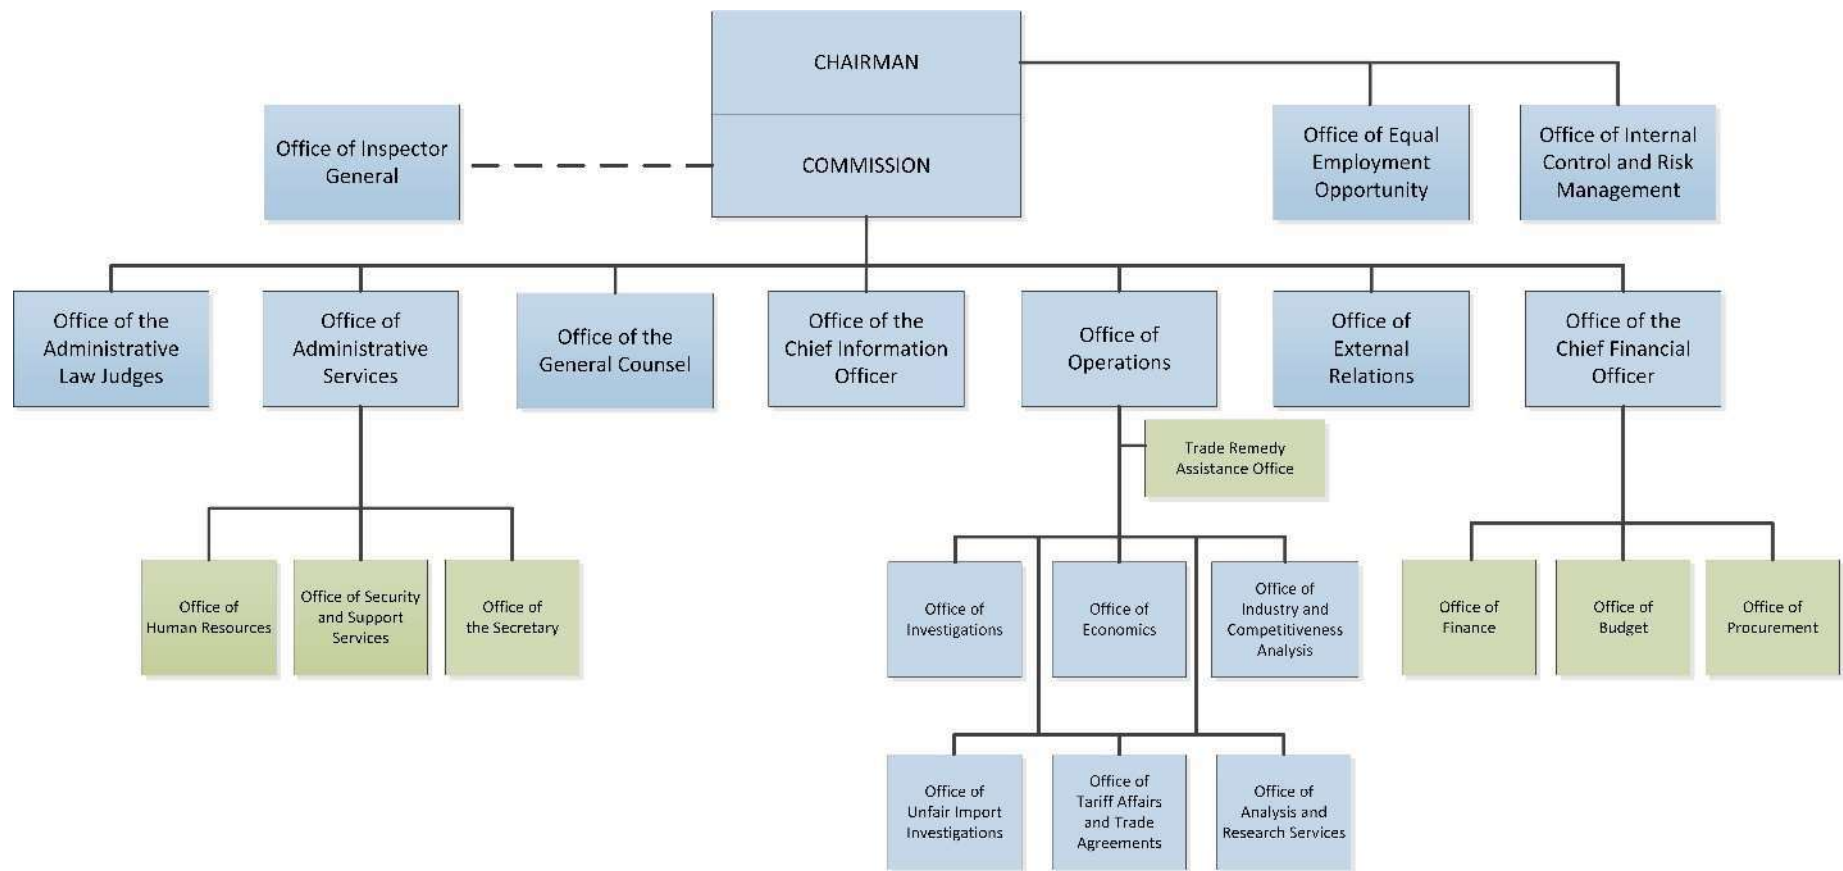 CHAIRMAN
COMMISSION
Office of Inspector
General
Office of Equal
Employment
Opportunity
Office of Internal
Control and Risk
Management
Office of the
Administrative
Law Judges
Office of
Administrative
Services
Office of the
General Counsel
Office of the
Chief Information
Officer
Office of
Operations
Office of
External
Relations
Office of the
Chief Financial
Officer
Trade Remedy
Assistance Office
Office of
Human Resources
Office of Security
and Support
Services
Office of
the Secretary
Office of
Investigations
Office of
Economics
Office of
Industry and
Competitiveness
Analysis
Office of
Finance
Office of
Budget
Office of
Procurement
Office of
Unfair Import
Investigations
Office of
Tariff Affairs
and Trade
Agreements
Office of
Analysis and
Research Services